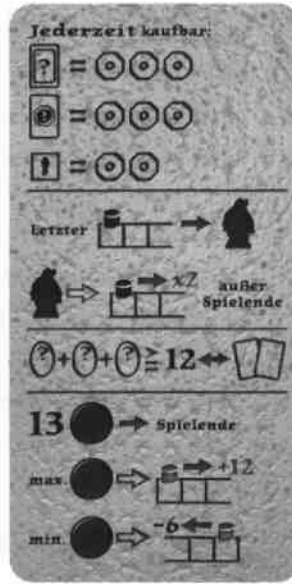 Jederzeit kaufbar:
? =
=
=
Letzter
x2 außer
Spielende
? + ? + ? ≥ 12
13 Spielende
max. +12
min. -6